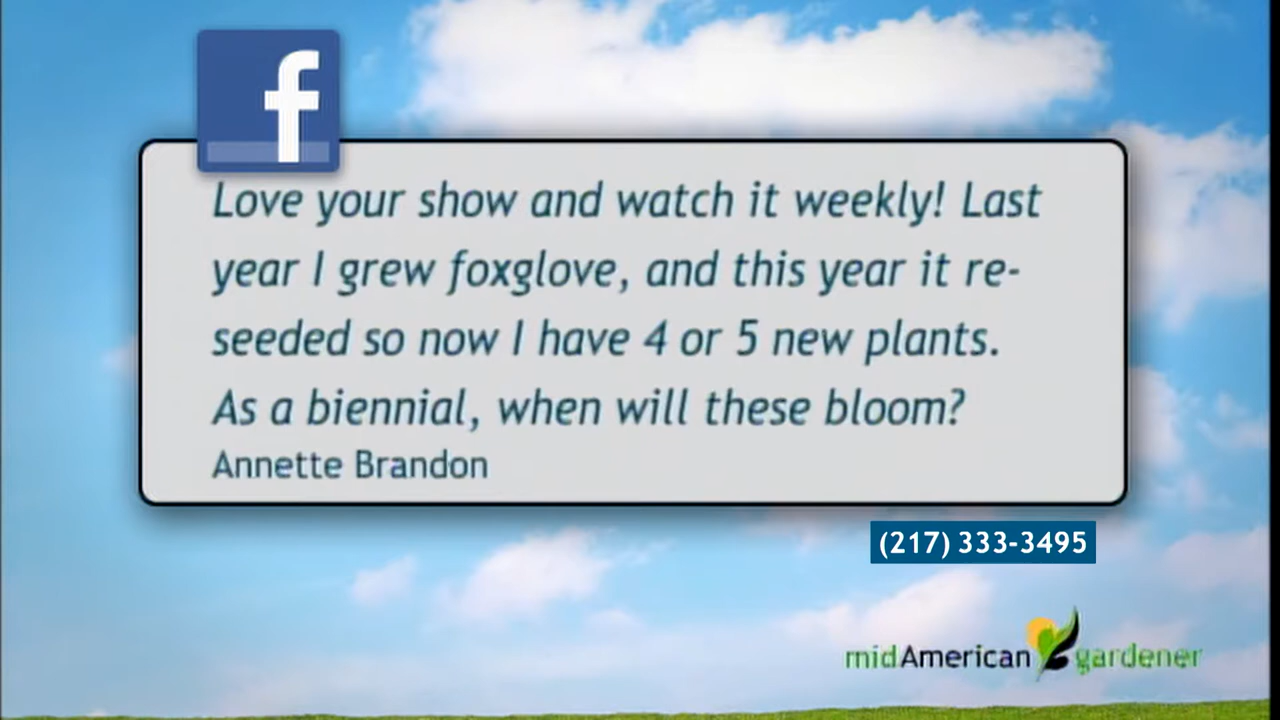 f
Love your show and watch it weekly! Last
year I grew foxglove, and this year it re-
seeded so now I have 4 or 5 new plants.
As a biennial, when will these bloom?
Annette Brandon
(217) 333-3495
midAmerican gardener